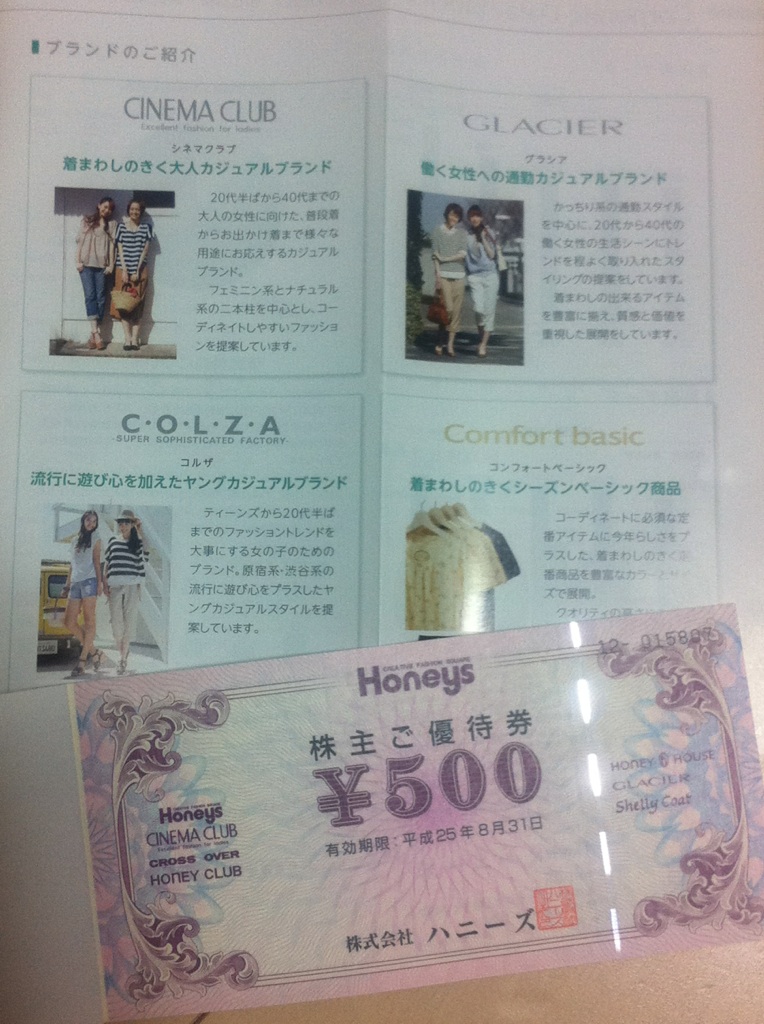 ブランドのご紹介
CINEMA CLUB
Excellent fashion for ladies
シネマクラブ
着まわしのきく大人カジュアルブランド
20代半ばから40代までの
大人の女性に向けた、普段着
からお出かけ着まで様々な
用途にお応えするカジュアル
ブランド。
フェミニン系とナチュラル
系の二本柱を中心とし、コー
ディネイトしやすいファッショ
ンを提案しています。
GLACIER
グラシア
働く女性への通勤カジュアルブランド
かっちり系の通勤スタイル
を中心に、20代から40代の
働く女性の生活シーンにトレ
ンドを程よく取り入れたスタ
イリングの提案をしています。
着まわしの出来るアイテム
を豊富に揃え、質感と価値を
重視した展開をしています。
C・O・L・Z・A
-SUPER SOPHISTICATED FACTORY-
コルザ
流行に遊び心を加えたヤングカジュアルブランド
ティーンズから20代半ば
までのファッショントレンドを
大事にする女の子のための
ブランド。原宿系・渋谷系の
流行に遊び心をプラスしたヤ
ングカジュアルスタイルを提
案しています。
Comfort basic
コンフォートベーシック
着まわしのきくシーズンベーシック商品
コーディネートに必須な定
番アイテムに今年らしさをプ
ラスした、着まわしのきく定
番商品を豊富なカラーとサイ
ズで展開。
クオリティの高さ
12- 015807
CREATIVE FASHION SQUARE
Honeys
株主ご優待券
¥500
有効期限:平成25年8月31日
株式会社 ハニーズ
Honeys
CINEMA CLUB
Excellent fashion for ladies
CROSS OVER
HONEY CLUB
HONEY HOUSE
GLACIER
Shelly Coat